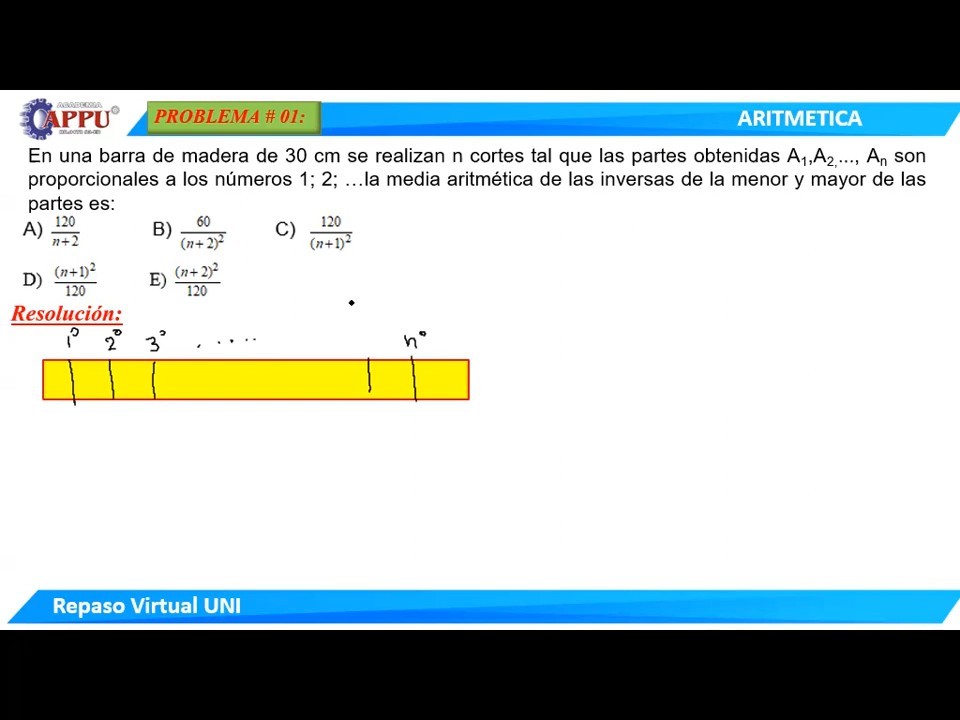 ACADEMIA
APPU
PROBLEMA # 01:
ARITMETICA
En una barra de madera de 30 cm se realizan n cortes tal que las partes obtenidas A₁,A₂,..., Aₙ son
proporcionales a los números 1; 2; …la media aritmética de las inversas de la menor y mayor de las
partes es:
A) 120/(n+2) B) 60/(n+2)² C) 120/(n+1)²
D) (n+1)²/120 E) (n+2)²/120
Resolución:
1° 2° 3° ..... n°
Repaso Virtual UNI